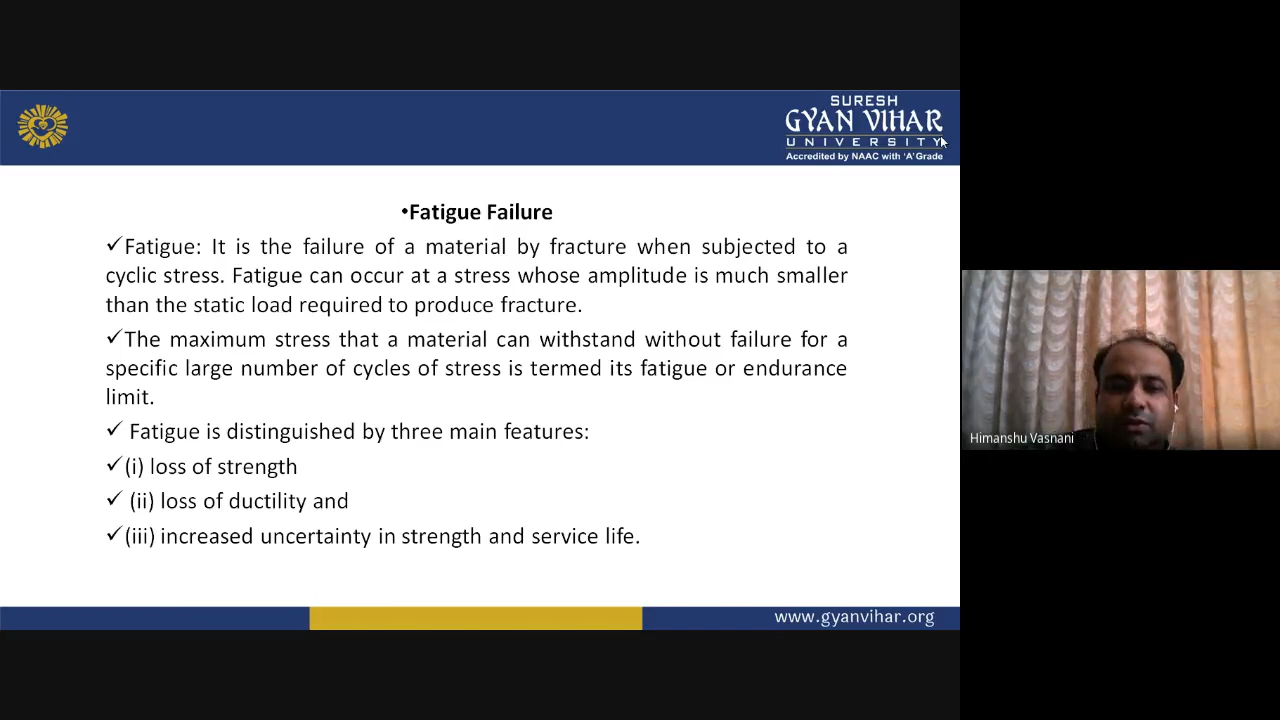 SURESH
GYAN VIHAR
UNIVERSITY
Accredited by NAAC with 'A' Grade
•Fatigue Failure
✓Fatigue: It is the failure of a material by fracture when subjected to a
cyclic stress. Fatigue can occur at a stress whose amplitude is much smaller
than the static load required to produce fracture.
✓The maximum stress that a material can withstand without failure for a
specific large number of cycles of stress is termed its fatigue or endurance
limit.
✓ Fatigue is distinguished by three main features:
✓(i) loss of strength
✓ (ii) loss of ductility and
✓(iii) increased uncertainty in strength and service life.
Himanshu Vasnani
www.gyanvihar.org